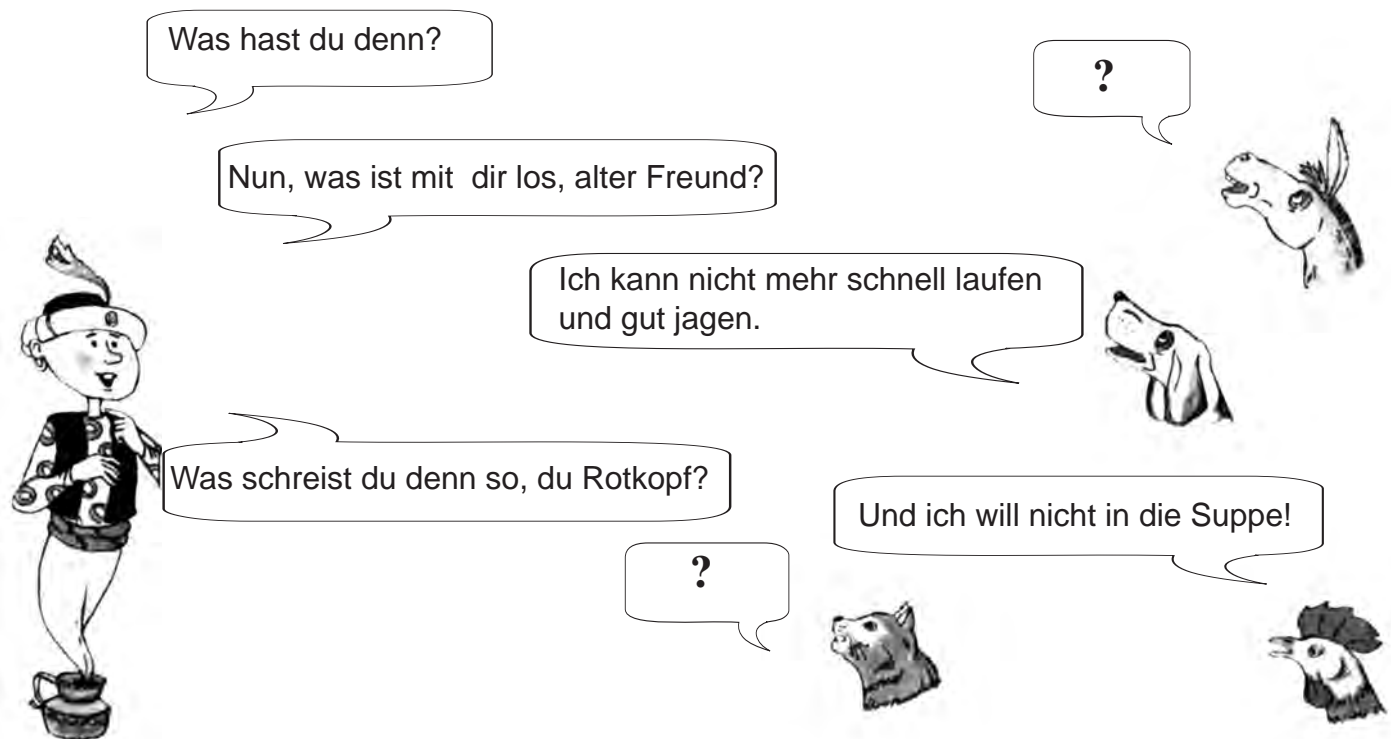 Was hast du denn?
?
Nun, was ist mit dir los, alter Freund?
Ich kann nicht mehr schnell laufen
und gut jagen.
Was schreist du denn so, du Rotkopf?
Und ich will nicht in die Suppe!
?